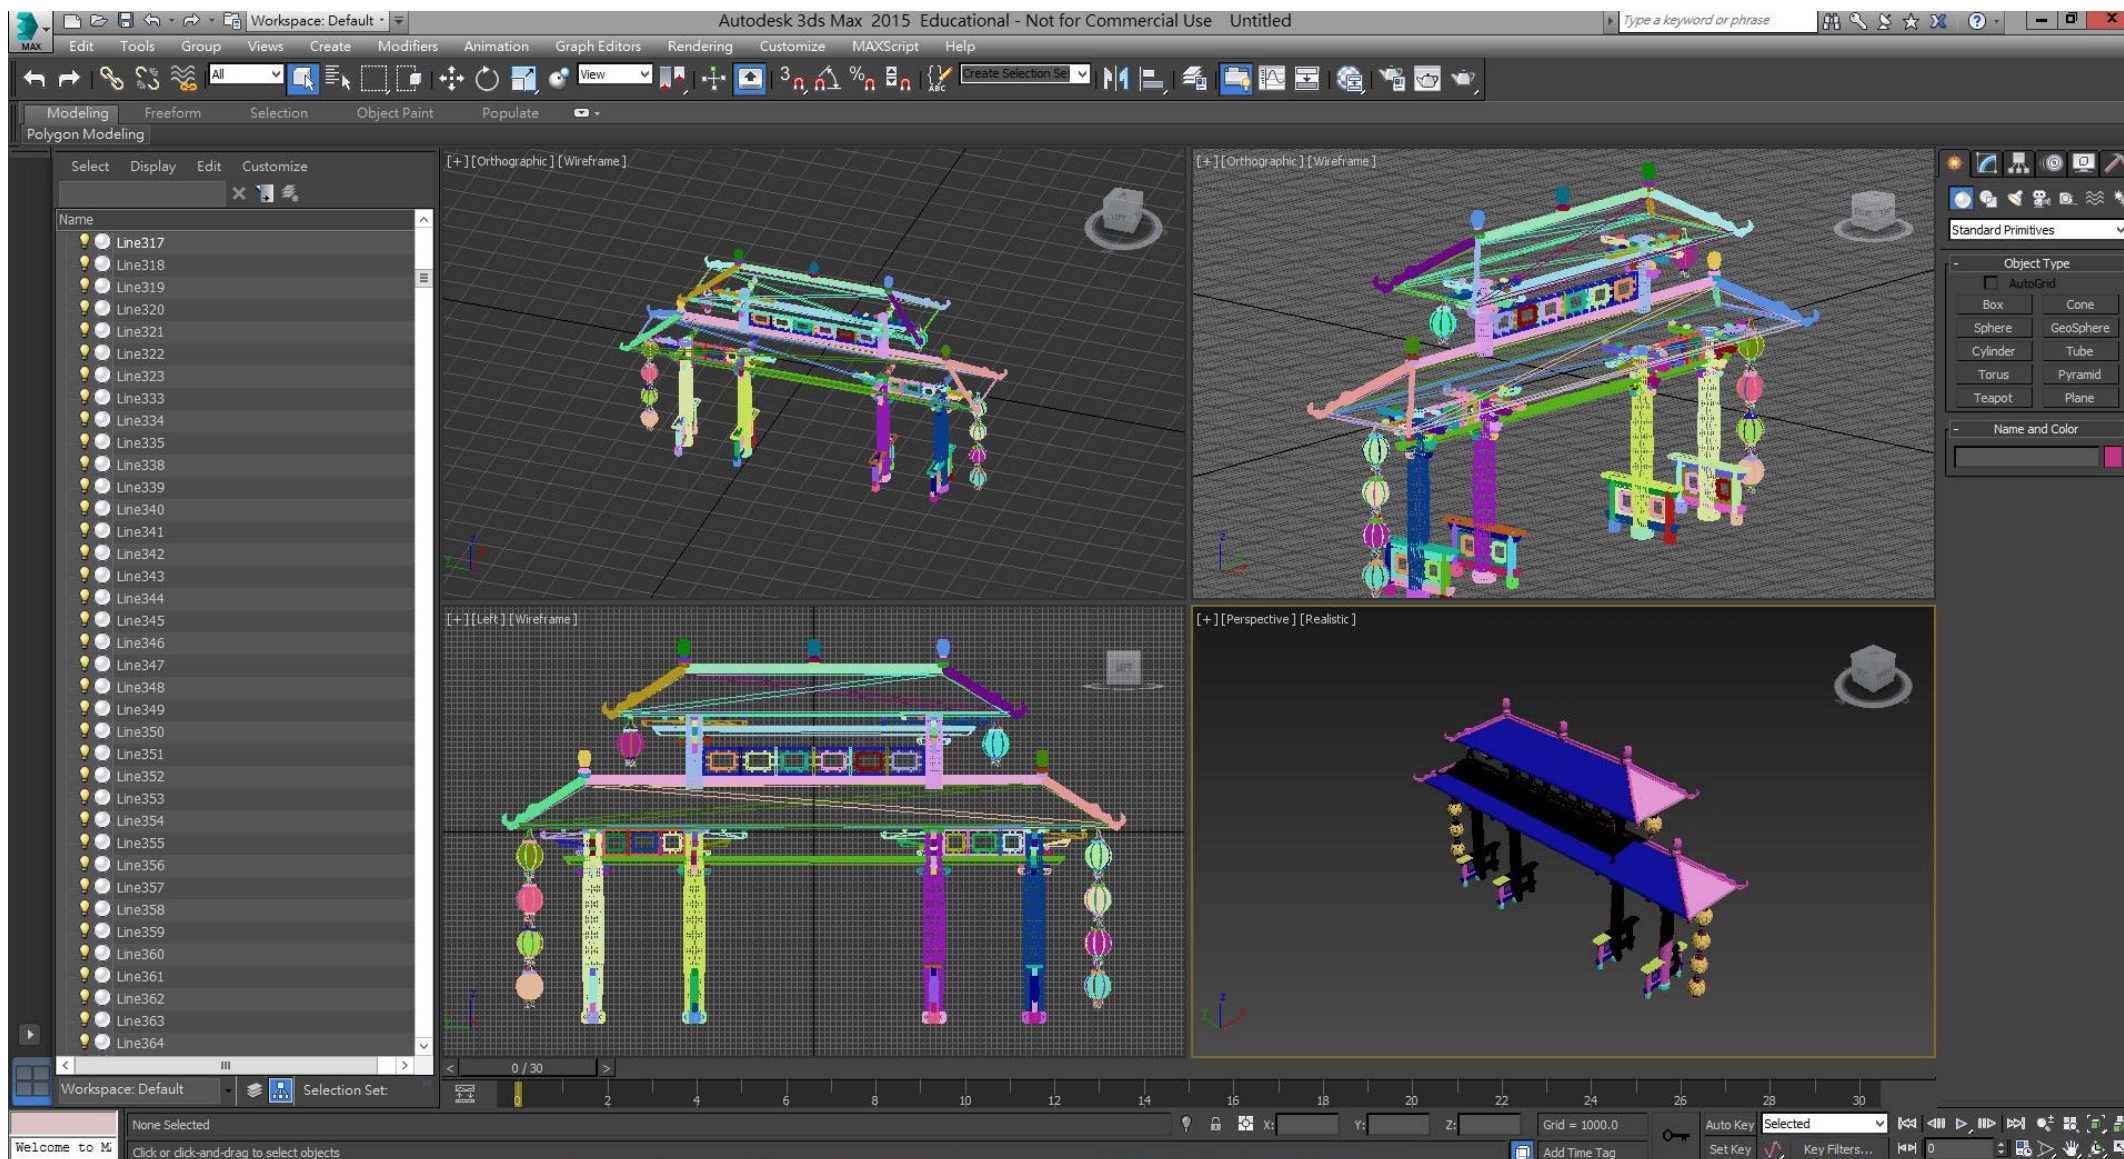 Workspace: Default
Autodesk 3ds Max 2015 Educational - Not for Commercial Use Untitled
Type a keyword or phrase
MAX
Edit Tools Group Views Create Modifiers Animation Graph Editors Rendering Customize MAXScript Help
All
View
Create Selection Se
Modeling Freeform Selection Object Paint Populate
Polygon Modeling
Select Display Edit Customize
Name
Line317
Line318
Line319
Line320
Line321
Line322
Line323
Line333
Line334
Line335
Line338
Line339
Line340
Line341
Line342
Line343
Line344
Line345
Line346
Line347
Line348
Line349
Line350
Line351
Line352
Line353
Line354
Line355
Line356
Line357
Line358
Line359
Line360
Line361
Line362
Line363
Line364
Workspace: Default
Selection Set:
[+] [Orthographic] [Wireframe]
[+] [Orthographic] [Wireframe]
[+] [Left] [Wireframe]
LEFT
[+] [Perspective] [Realistic]
Standard Primitives
Object Type
AutoGrid
Box Cone
Sphere GeoSphere
Cylinder Tube
Torus Pyramid
Teapot Plane
Name and Color
0 / 30
0 2 4 6 8 10 12 14 16 18 20 22 24 26 28 30
None Selected
X: Y: Z:
Grid = 1000.0
Auto Key
Selected
Welcome to M
Click or click-and-drag to select objects
Add Time Tag
Set Key
Key Filters...
0